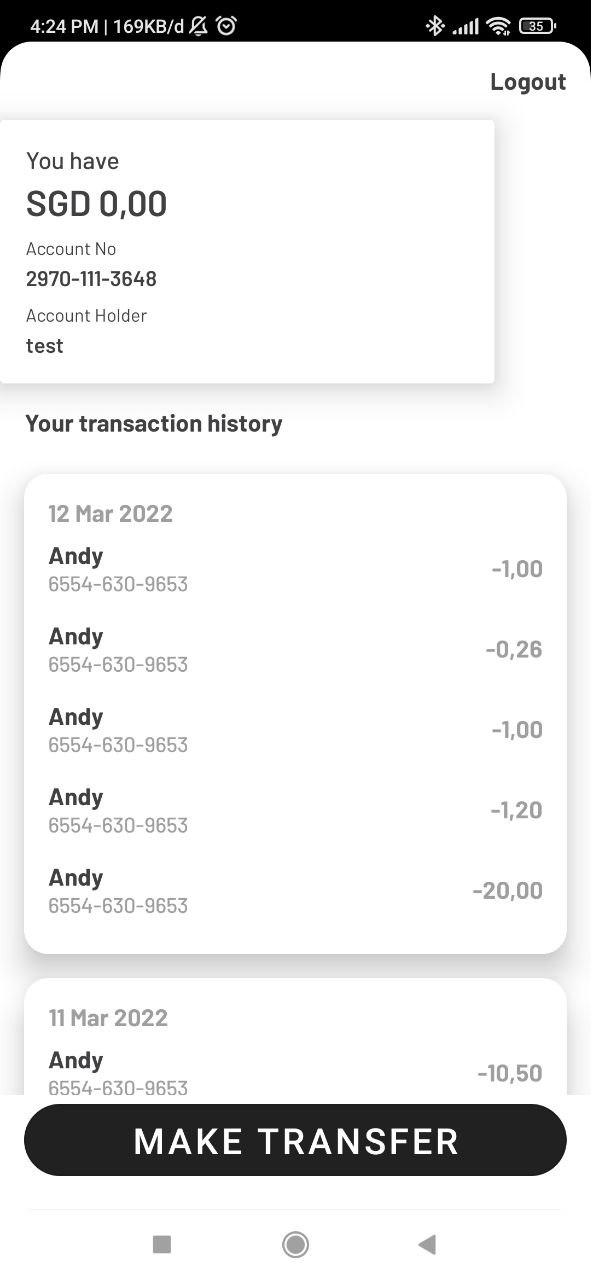 4:24 PM | 169KB/d
35
Logout
You have
SGD 0,00
Account No
2970-111-3648
Account Holder
test
Your transaction history
12 Mar 2022
Andy
6554-630-9653
-1,00
Andy
6554-630-9653
-0,26
Andy
6554-630-9653
-1,00
Andy
6554-630-9653
-1,20
Andy
6554-630-9653
-20,00
11 Mar 2022
Andy
6554-630-9653
-10,50
MAKE TRANSFER